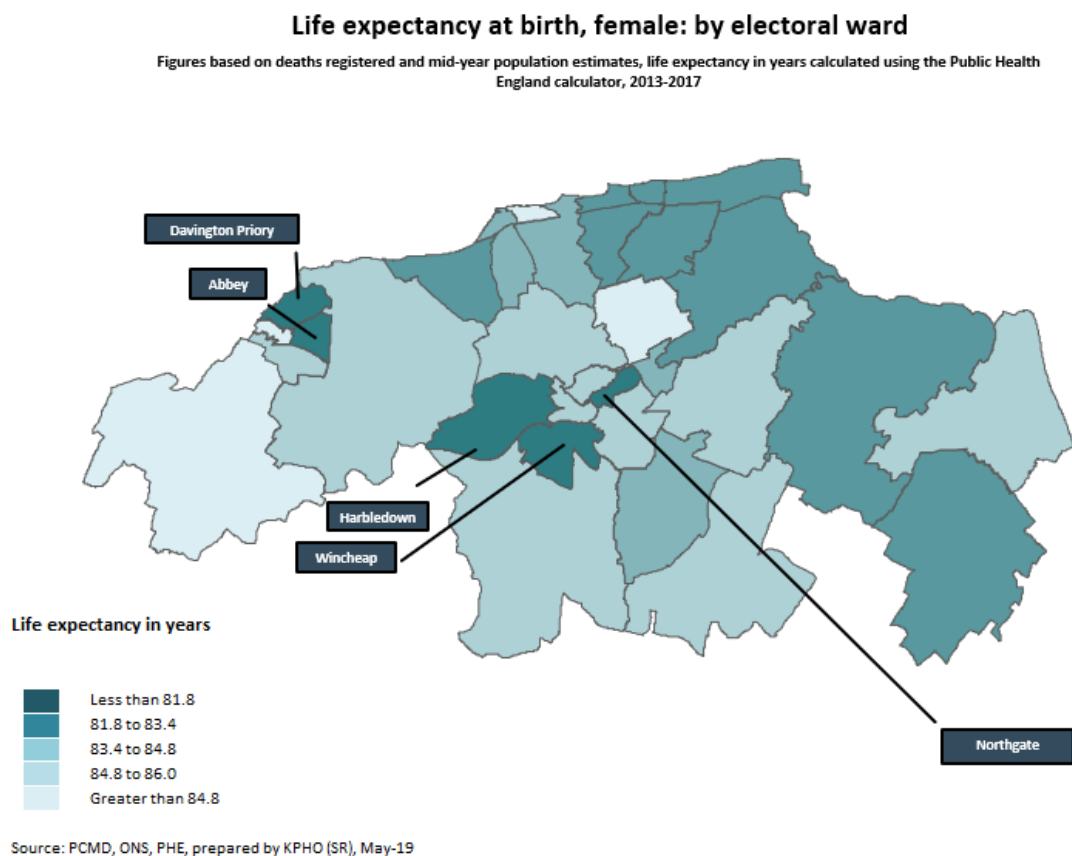 Life expectancy at birth, female: by electoral ward
Figures based on deaths registered and mid-year population estimates, life expectancy in years calculated using the Public Health
England calculator, 2013-2017
Davington Priory
Abbey
Harbledown
Wincheap
Northgate
Life expectancy in years
Less than 81.8
81.8 to 83.4
83.4 to 84.8
84.8 to 86.0
Greater than 84.8
Source: PCMD, ONS, PHE, prepared by KPHO (SR), May-19